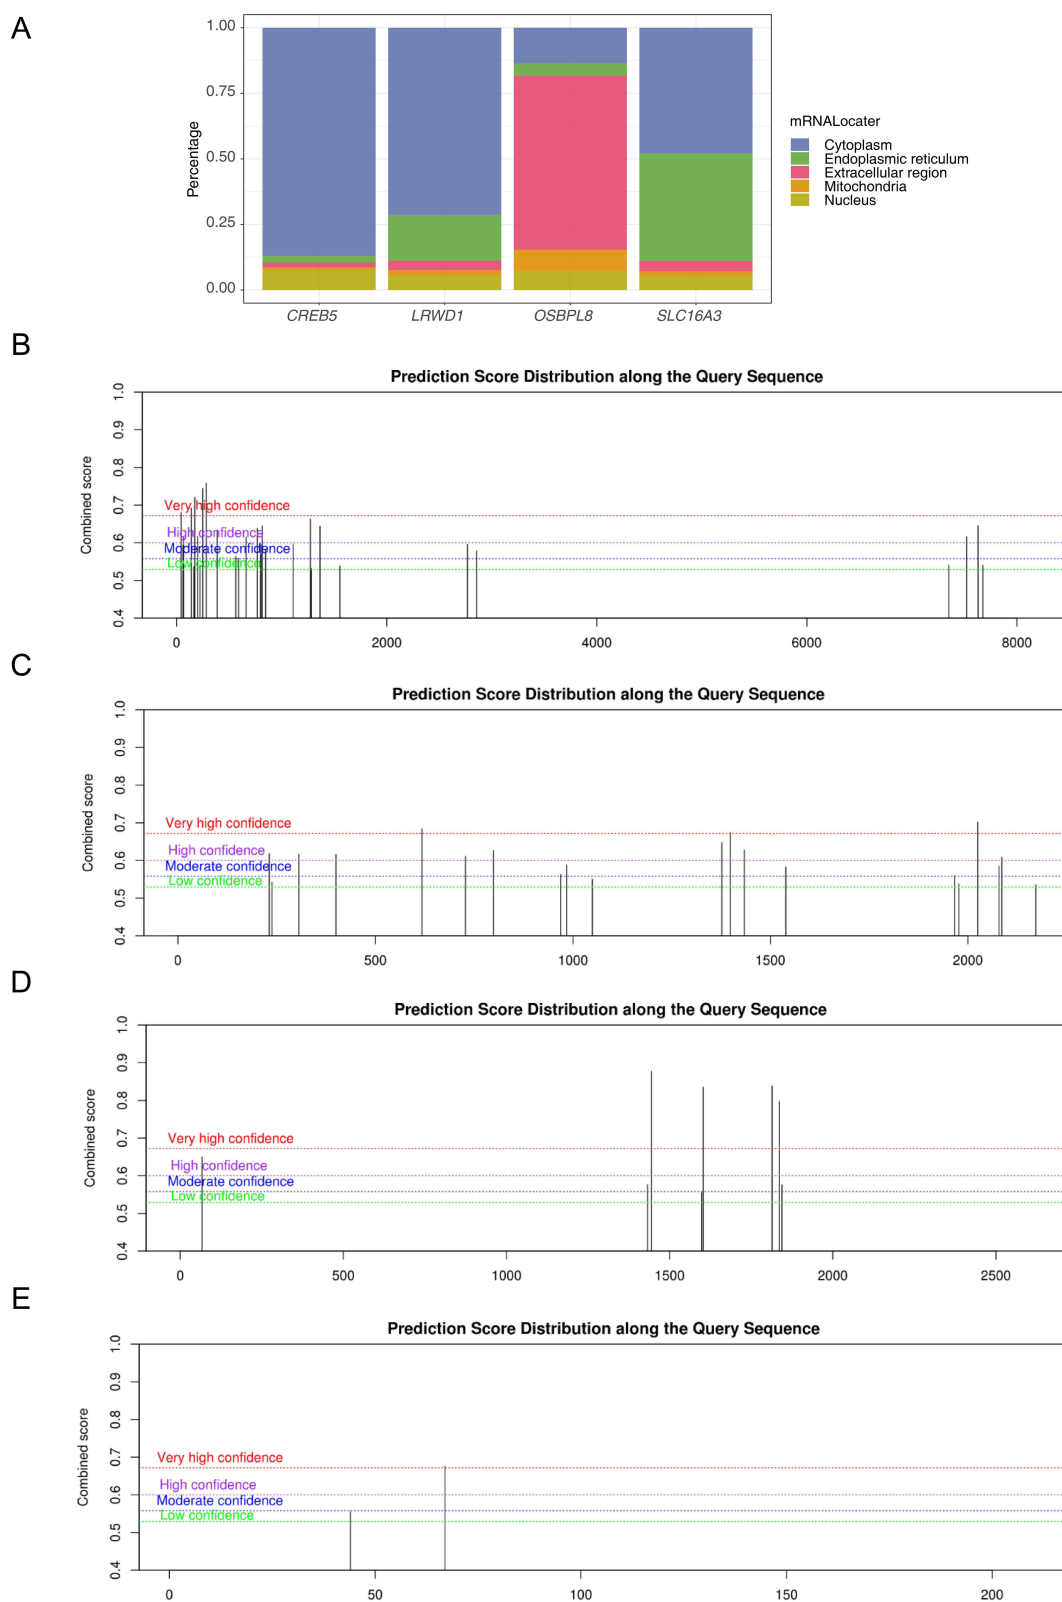 A
1.00
0.75
0.50
0.25
0.00
Percentage
CREB5 LRWD1 OSBPL8 SLC16A3
mRNALocater
Cytoplasm
Endoplasmic reticulum
Extracellular region
Mitochondria
Nucleus
B
Prediction Score Distribution along the Query Sequence
Combined score
1.0
0.9
0.8
0.7
0.6
0.5
0.4
Very high confidence
High confidence
Moderate confidence
Low confidence
0 2000 4000 6000 8000
C
Prediction Score Distribution along the Query Sequence
Combined score
1.0
0.9
0.8
0.7
0.6
0.5
0.4
Very high confidence
High confidence
Moderate confidence
Low confidence
0 500 1000 1500 2000
D
Prediction Score Distribution along the Query Sequence
Combined score
1.0
0.9
0.8
0.7
0.6
0.5
0.4
Very high confidence
High confidence
Moderate confidence
Low confidence
0 500 1000 1500 2000 2500
E
Prediction Score Distribution along the Query Sequence
Combined score
1.0
0.9
0.8
0.7
0.6
0.5
0.4
Very high confidence
High confidence
Moderate confidence
Low confidence
0 50 100 150 200